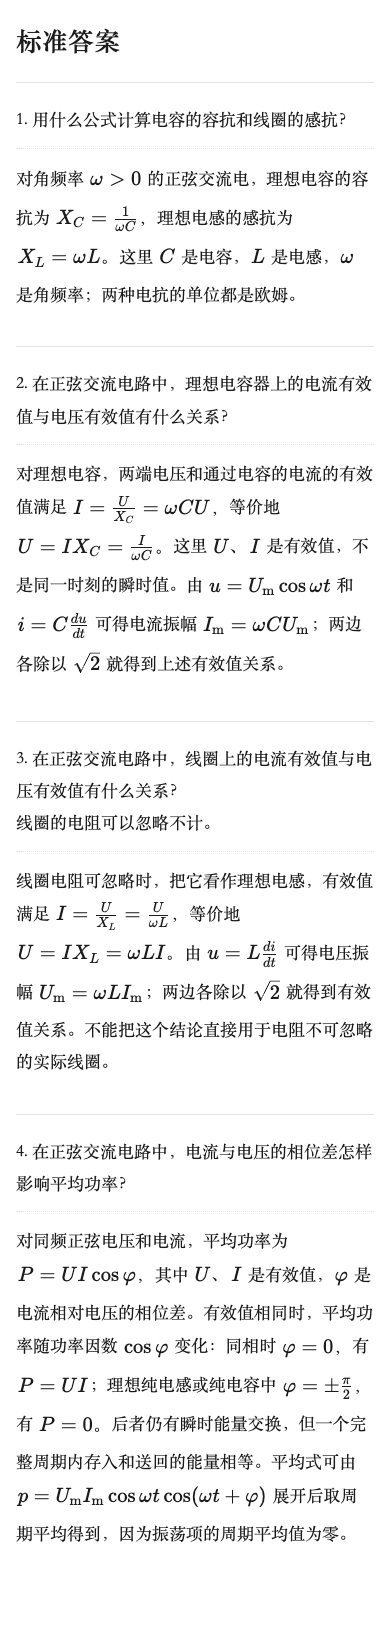 标准答案
1. 用什么公式计算电容的容抗和线圈的感抗？
对角频率 ω > 0 的正弦交流电，理想电容的容
抗为 X_C = \frac{1}{ωC}，理想电感的感抗为
X_L = ωL。这里 C 是电容，L 是电感，ω
是角频率；两种电抗的单位都是欧姆。
2. 在正弦交流电路中，理想电容器上的电流有效
值与电压有效值有什么关系？
对理想电容，两端电压和通过电容的电流的有效
值满足 I = \frac{U}{X_C} = ωCU，等价地
U = IX_C = \frac{I}{ωC}。这里 U、I 是有效值，不
是同一时刻的瞬时值。由 u = U_m cos ωt 和
i = C\frac{du}{dt} 可得电流振幅 I_m = ωCU_m；两边
各除以 √2 就得到上述有效值关系。
3. 在正弦交流电路中，线圈上的电流有效值与电
压有效值有什么关系？
线圈的电阻可以忽略不计。
线圈电阻可忽略时，把它看作理想电感，有效值
满足 I = \frac{U}{X_L} = \frac{U}{ωL}，等价地
U = IX_L = ωLI。由 u = L\frac{di}{dt} 可得电压振
幅 U_m = ωLI_m；两边各除以 √2 就得到有效
值关系。不能把这个结论直接用于电阻不可忽略
的实际线圈。
4. 在正弦交流电路中，电流与电压的相位差怎样
影响平均功率？
对同频正弦电压和电流，平均功率为
P = UI cos φ，其中 U、I 是有效值，φ 是
电流相对电压的相位差。有效值相同时，平均功
率随功率因数 cos φ 变化：同相时 φ = 0，有
P = UI；理想纯电感或纯电容中 φ = ±\frac{π}{2}，
有 P = 0。后者仍有瞬时能量交换，但一个完
整周期内存入和送回的能量相等。平均式可由
p = U_m I_m cos ωt cos(ωt + φ) 展开后取周
期平均得到，因为振荡项的周期平均值为零。